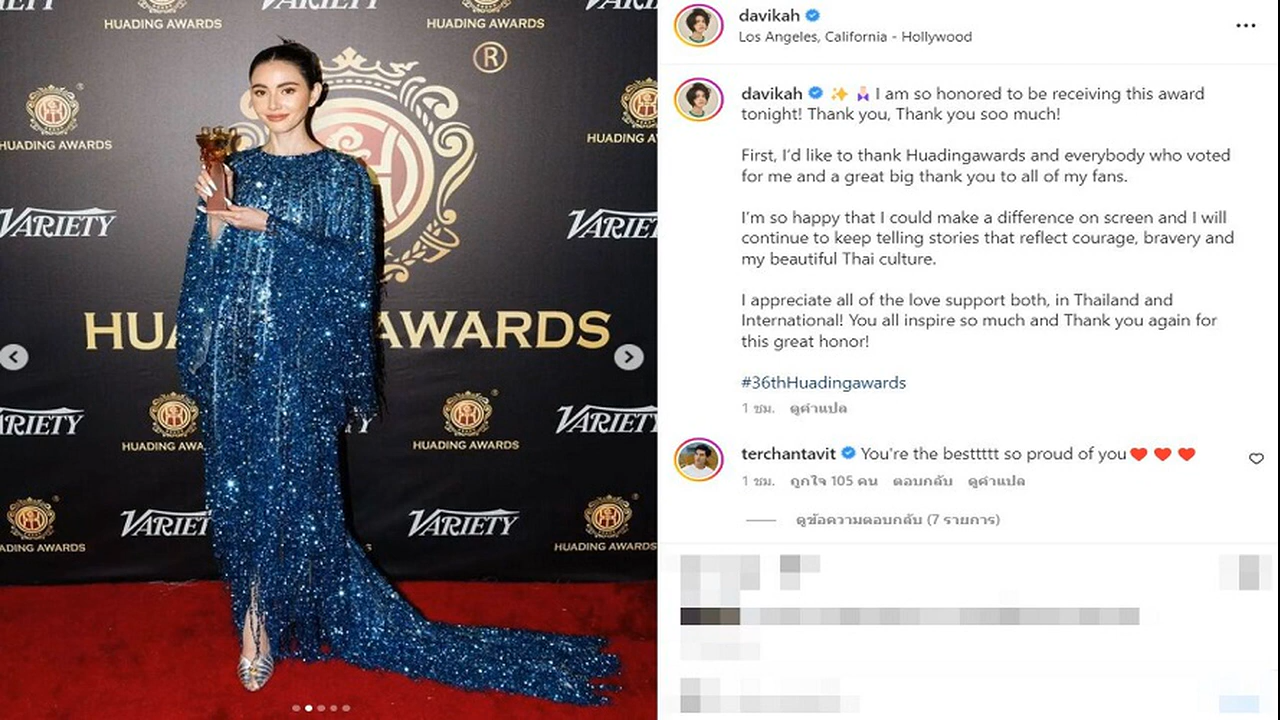 VARIETY
HUADING AWARDS
VARIETY
HUADING AWARDS
VARIETY
®
HUADING AWARDS
HUADING
VARIETY
VARIETY
HUA AWARDS
VARIETY
HUADING AWARDS
HUADING AWARDS
VARIETY
HUADING AWARDS
VARIETY
VARIETY
HUADING AWARDS
davikah
Los Angeles, California - Hollywood
davikah I am so honored to be receiving this award
tonight! Thank you, Thank you soo much!
First, I'd like to thank Huadingawards and everybody who voted
for me and a great big thank you to all of my fans.
I'm so happy that I could make a difference on screen and I will
continue to keep telling stories that reflect courage, bravery and
my beautiful Thai culture.
I appreciate all of the love support both, in Thailand and
International! You all inspire so much and Thank you again for
this great honor!
#36thHuadingawards
1 ชม. ดูคำแปล
terchantavit You're the besttttt so proud of you
1 ชม. ถูกใจ 105 คน ตอบกลับ ดูคำแปล
ดูข้อความตอบกลับ (7 รายการ)